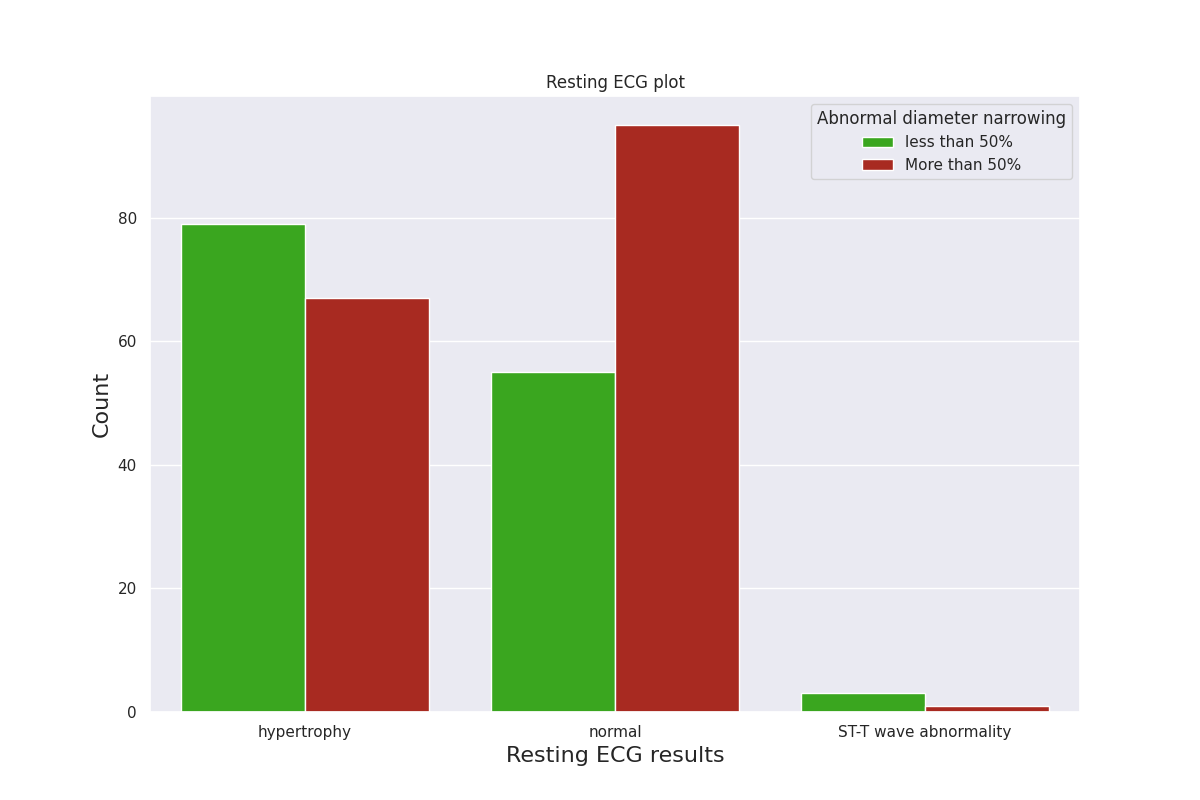 Resting ECG plot
Abnormal diameter narrowing
less than 50%
More than 50%
80
60
40
20
0
Count
hypertrophy
normal
ST-T wave abnormality
Resting ECG results